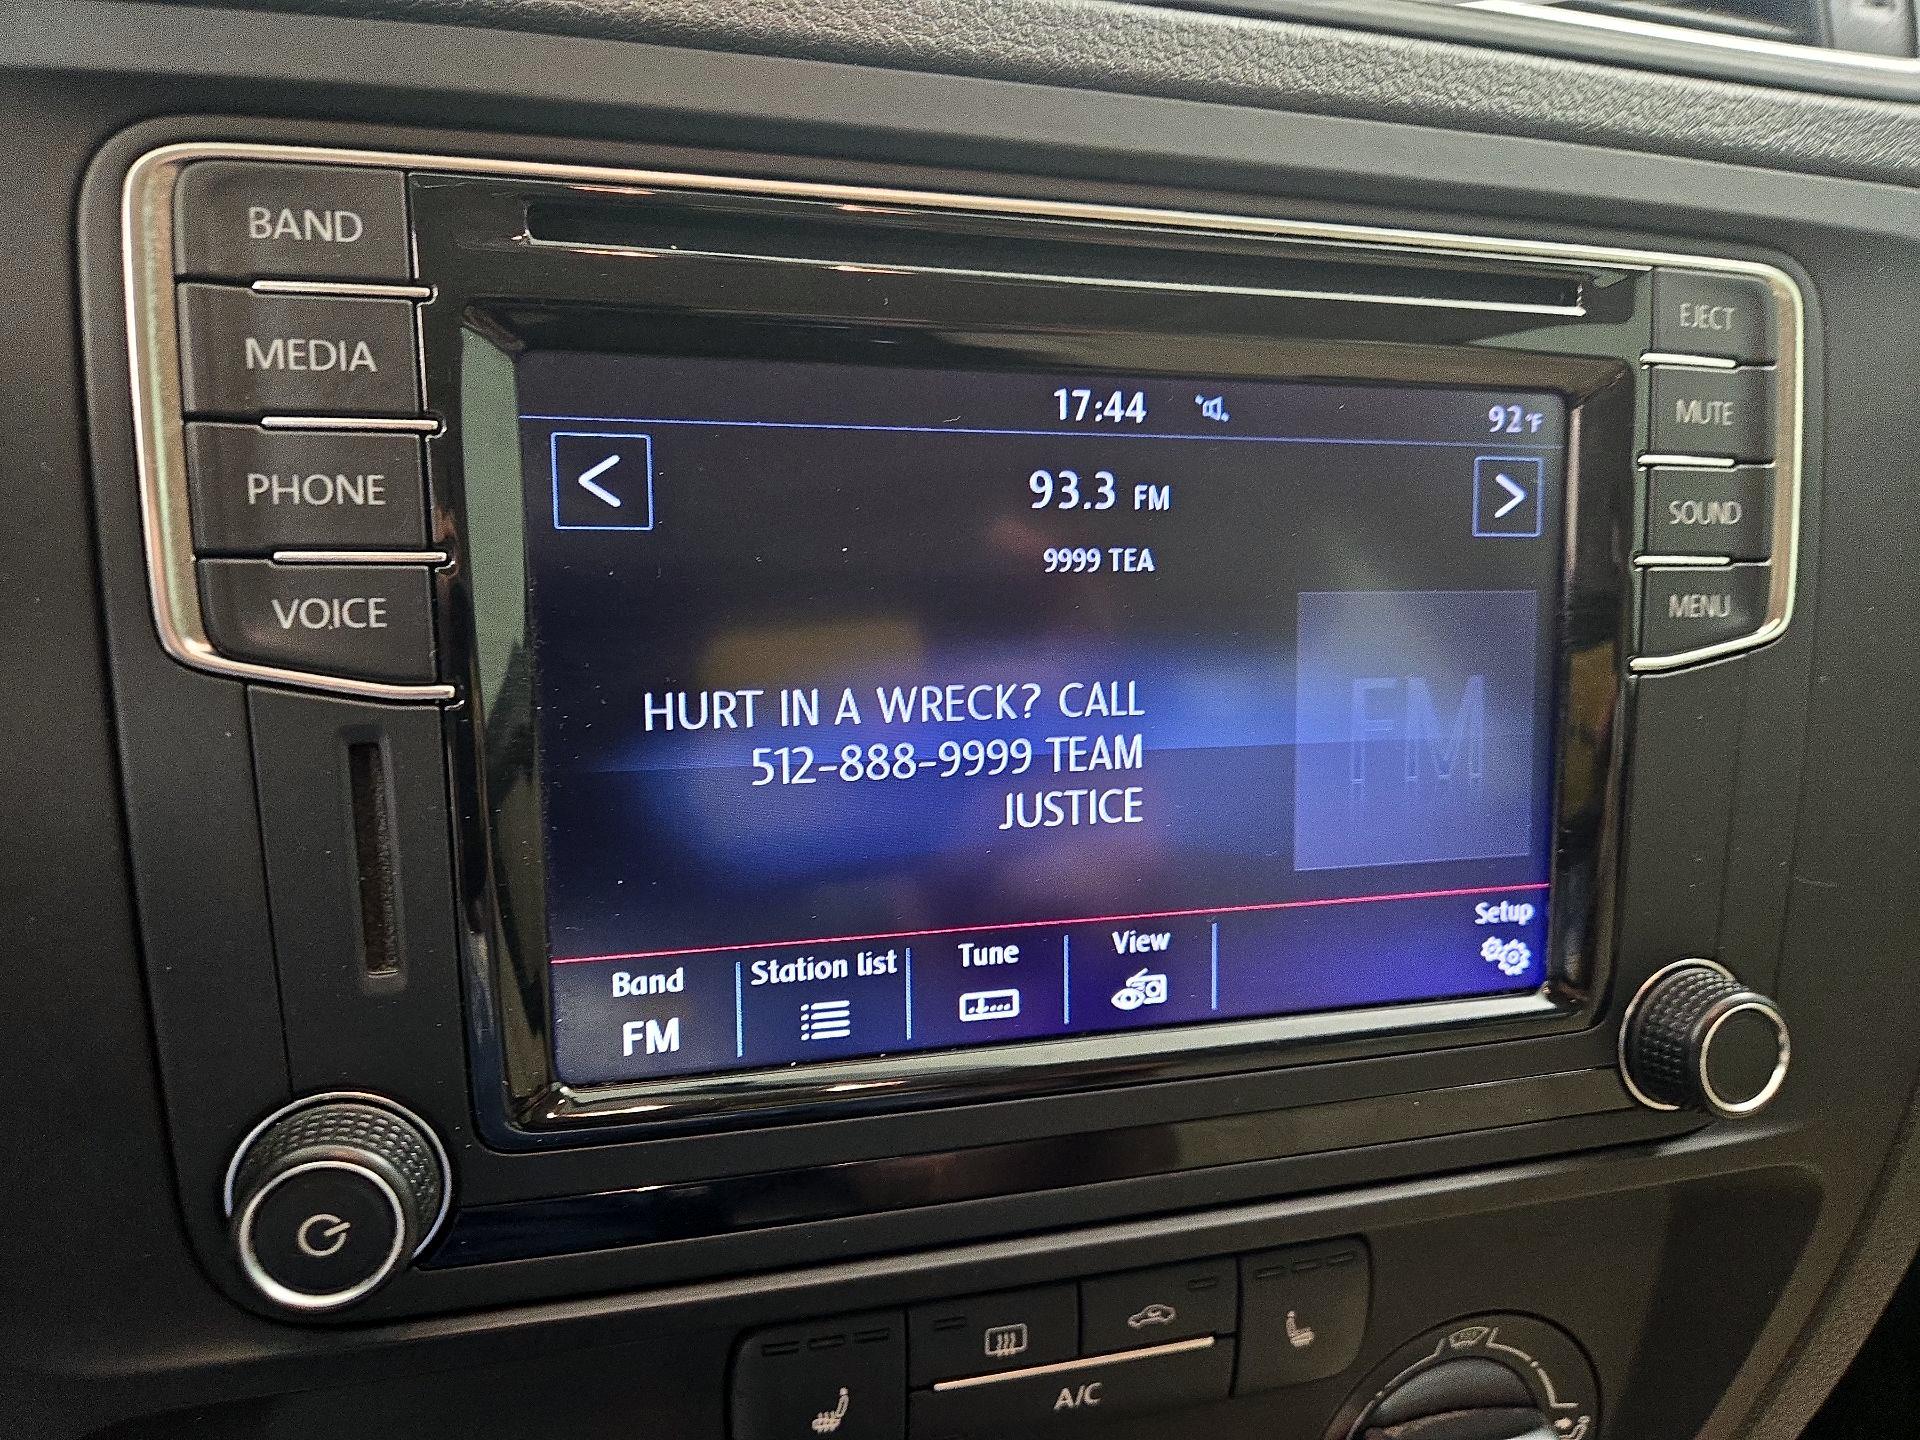 BAND
MEDIA
PHONE
VOICE
EJECT
MUTE
SOUND
MENU
17:44
92°F
<
93.3 FM
>
9999 TEA
HURT IN A WRECK? CALL
512-888-9999 TEAM
JUSTICE
FM
Band
FM
Station list
Tune
View
Setup
A/C